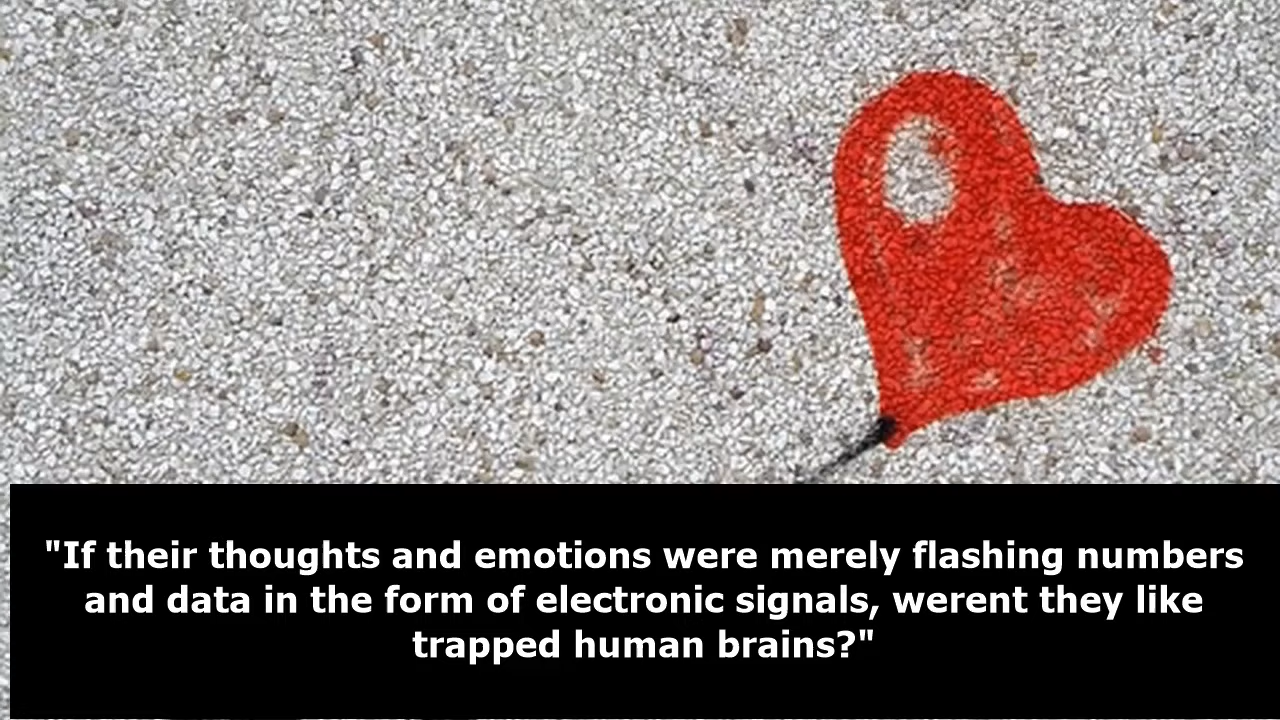 "If their thoughts and emotions were merely flashing numbers
and data in the form of electronic signals, werent they like
trapped human brains?"